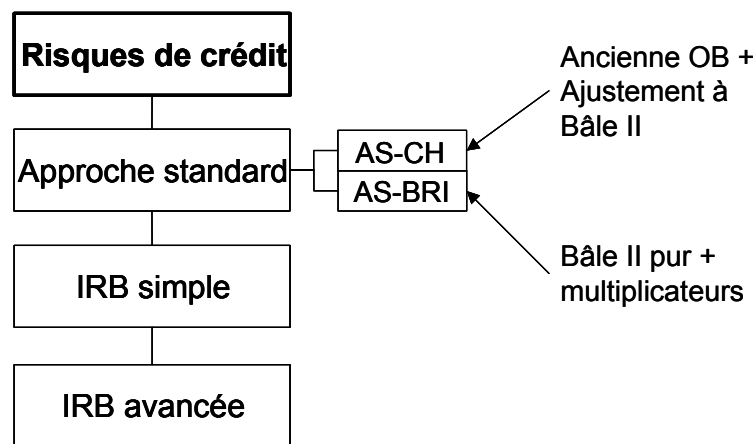 Risques de crédit
Approche standard
AS-CH
AS-BRI
IRB simple
IRB avancée
Ancienne OB +
Ajustement à
Bâle II
Bâle II pur +
multiplicateurs